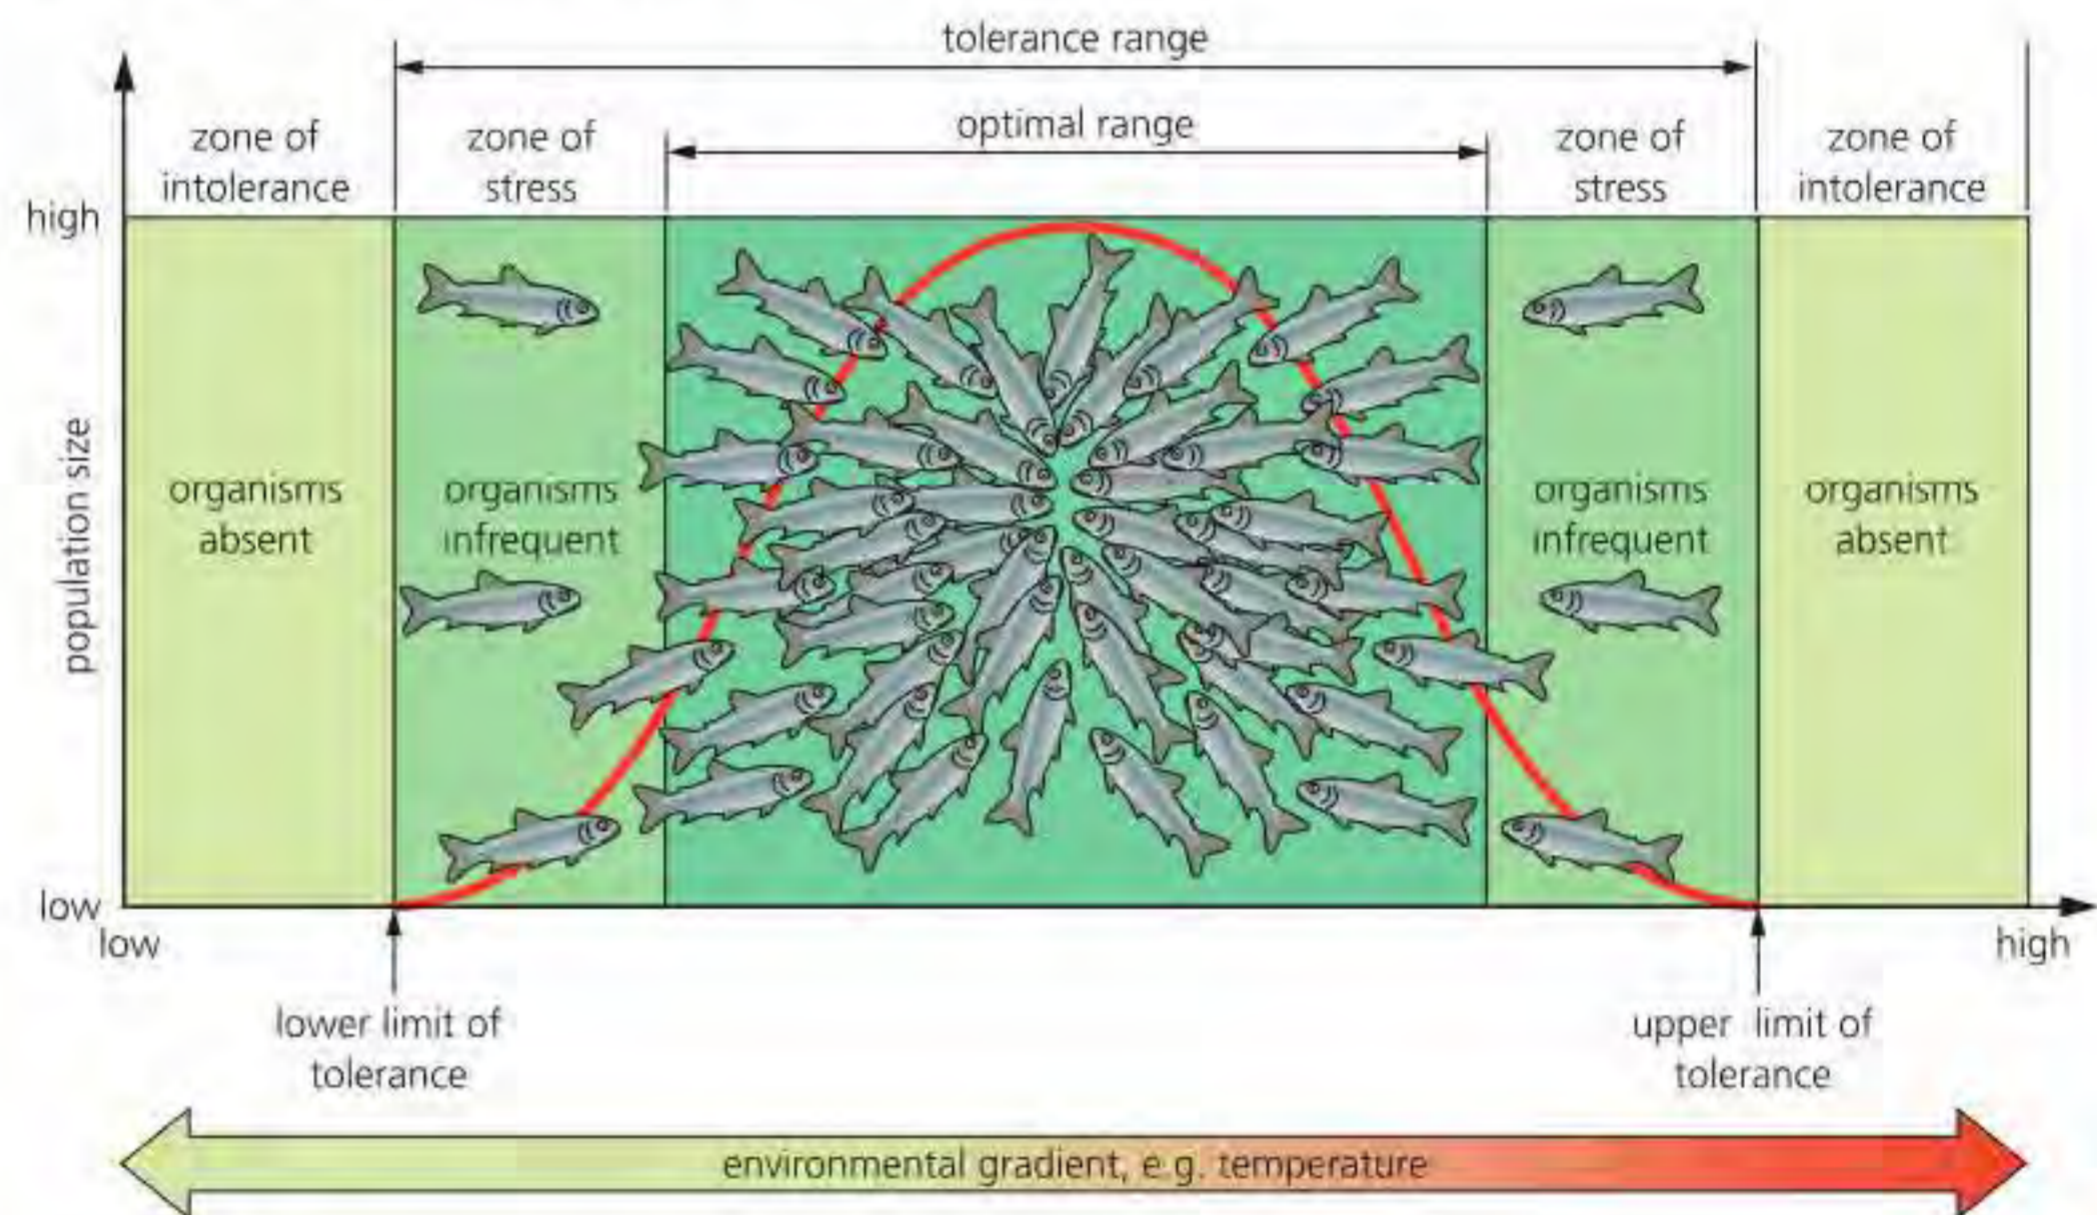 tolerance range
optimal range
zone of
intolerance
zone of
stress
zone of
stress
zone of
intolerance
high
population size
organisms
absent
organisms
infrequent
organisms
infrequent
organisms
absent
low
low
high
lower limit of
tolerance
upper limit of
tolerance
environmental gradient, e.g. temperature